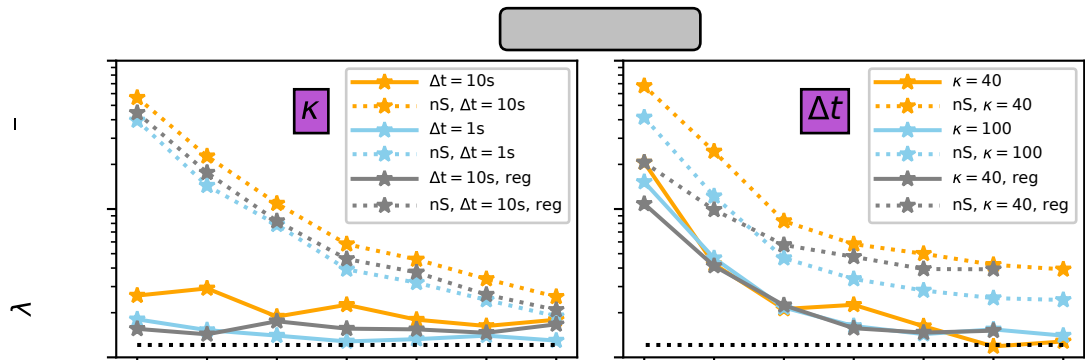 κ
Δt = 10s
nS, Δt = 10s
Δt = 1s
nS, Δt = 1s
Δt = 10s, reg
nS, Δt = 10s, reg
Δt
κ = 40
nS, κ = 40
κ = 100
nS, κ = 100
κ = 40, reg
nS, κ = 40, reg
λ